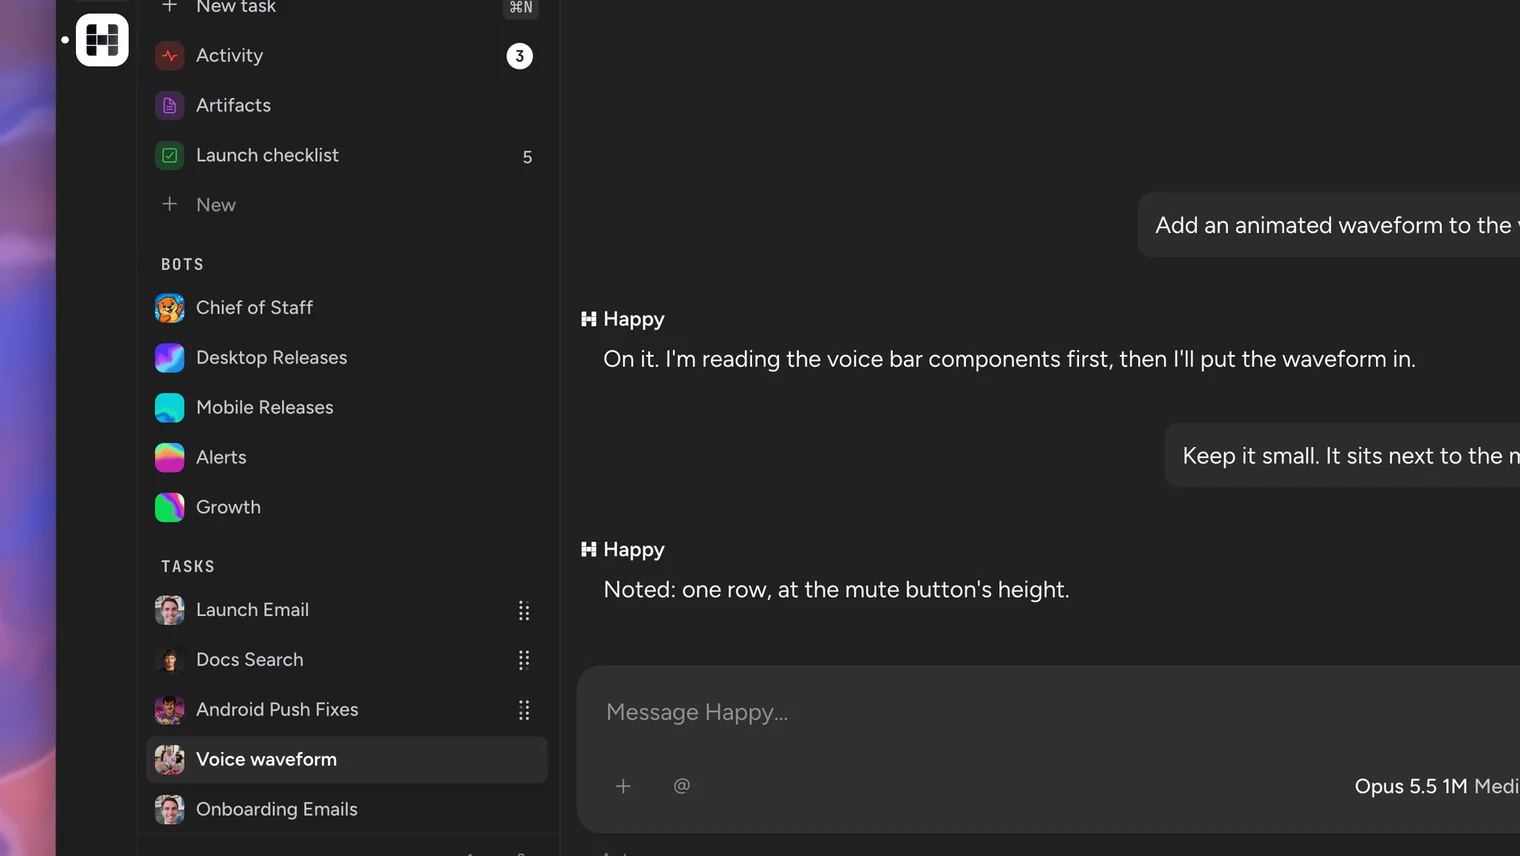 New task
⌘N
Activity
3
Artifacts
Launch checklist
5
New
BOTS
Chief of Staff
Desktop Releases
Mobile Releases
Alerts
Growth
TASKS
Launch Email
Docs Search
Android Push Fixes
Voice waveform
Onboarding Emails
Add an animated waveform to the
Happy
On it. I'm reading the voice bar components first, then I'll put the waveform in.
Keep it small. It sits next to the
Happy
Noted: one row, at the mute button's height.
Message Happy...
@
Opus 5.5 1M Medi